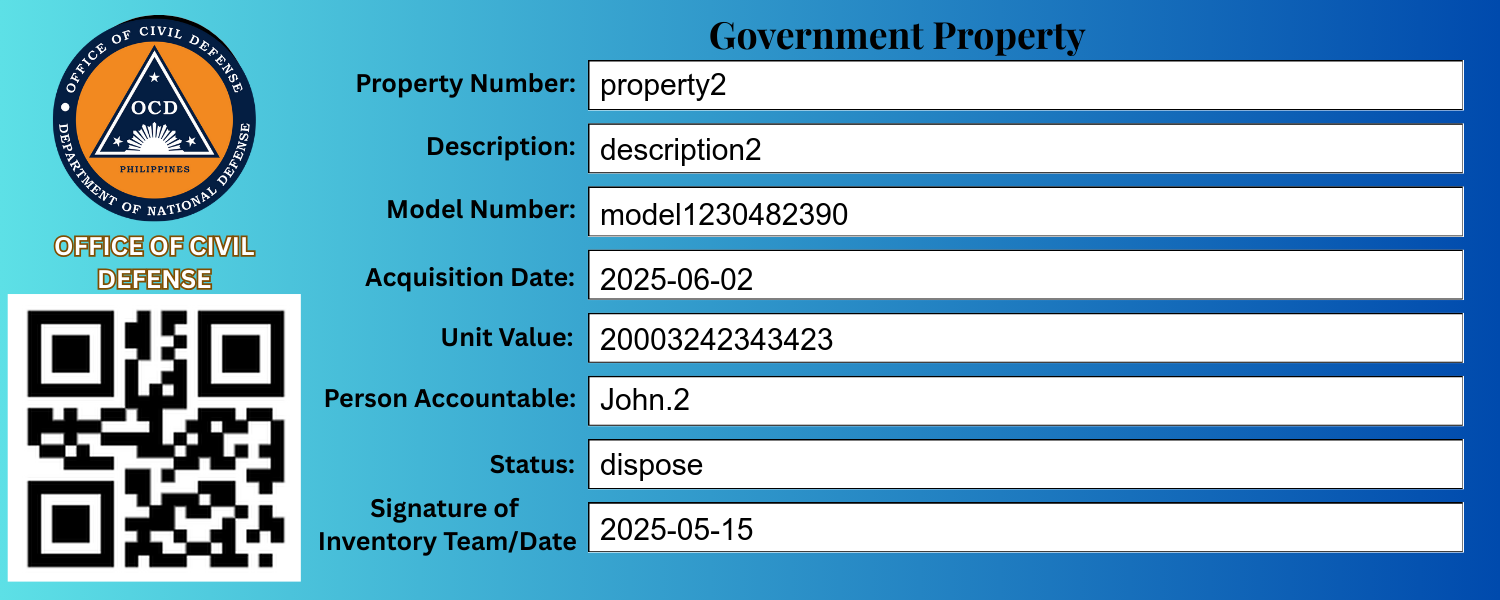 OFFICE OF CIVIL DEFENSE
OCD
PHILIPPINES
DEPARTMENT OF NATIONAL DEFENSE
OFFICE OF CIVIL
DEFENSE
Government Property
Property Number: property2
Description: description2
Model Number: model1230482390
Acquisition Date: 2025-06-02
Unit Value: 20003242343423
Person Accountable: John.2
Status: dispose
Signature of
Inventory Team/Date 2025-05-15